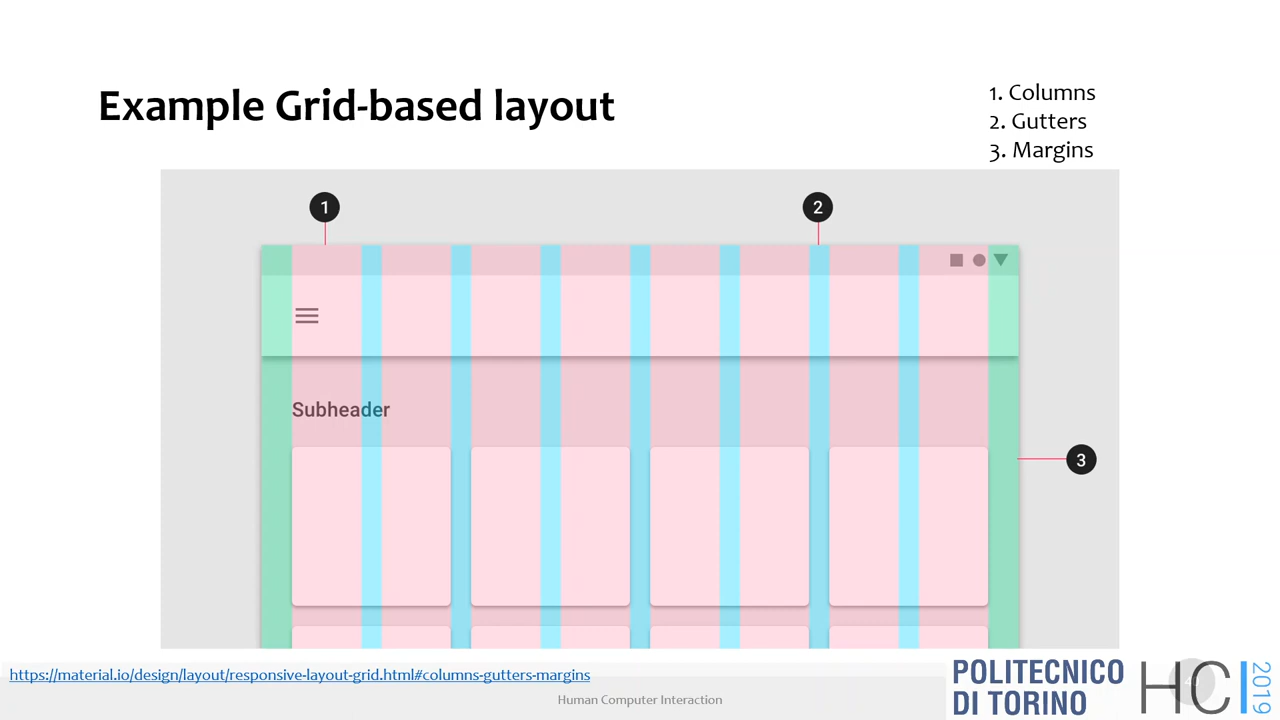 Example Grid-based layout
1. Columns
2. Gutters
3. Margins
1
2
Subheader
3
https://material.io/design/layout/responsive-layout-grid.html#columns-gutters-margins
Human Computer Interaction
POLITECNICO
DI TORINO
HCI
2019